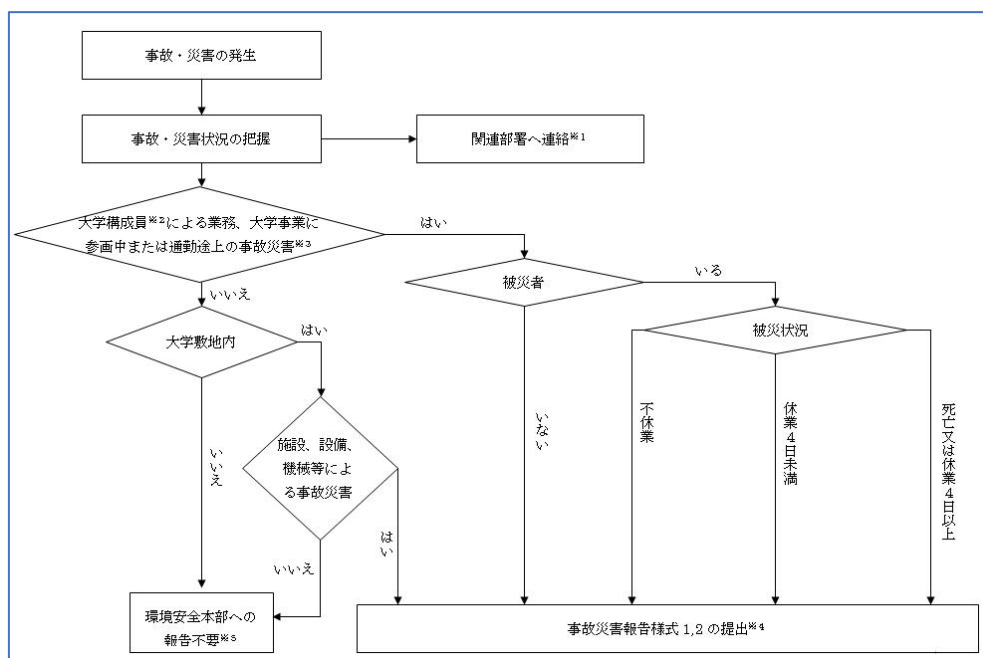 事故・災害の発生
事故・災害状況の把握
関連部署へ連絡※1
大学構成員※2による業務、大学事業に
参画中または通勤途上の事故災害※3
はい
被災者
いる
いいえ
被災状況
大学敷地内
はい
いいえ
施設、設備、
機械等によ
る事故災害
いない
不休業
休業4日未満
死亡又は休業4日以上
はい
いいえ
環境安全本部への
報告不要※5
事故災害報告様式1,2の提出※4